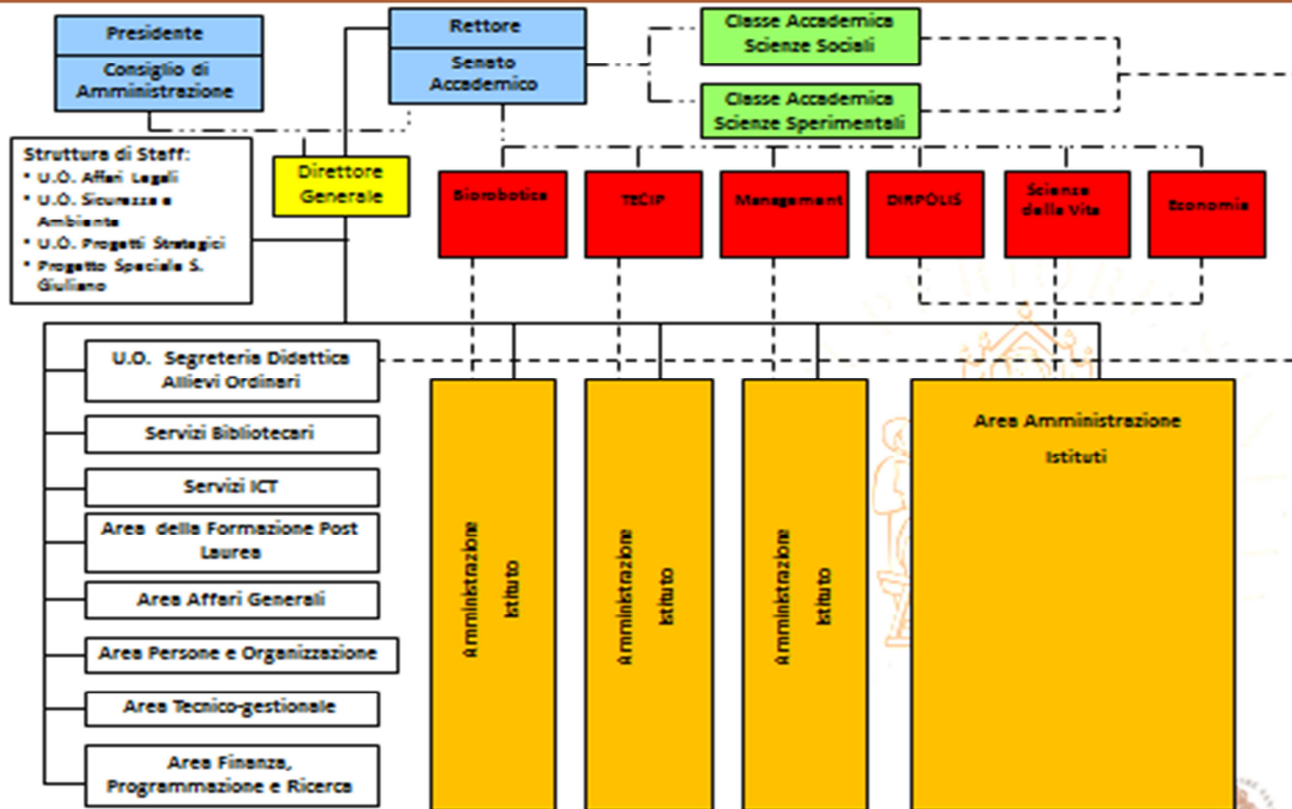 Presidente
Consiglio di
Amministrazione
Rettore
Senato
Accademico
Classe Accademica
Scienze Sociali
Classe Accademica
Scienze Sperimentali
Struttura di Staff:
• U.O. Affari Legali
• U.O. Sicurezza e
Ambiente
• U.O. Progetti Strategici
• Progetto Speciale S.
Giuliano
Direttore
Generale
Biorobotica
TECIP
Management
DIRPOLIS
Scienze
della Vita
Economia
U.O. Segreteria Didattica
Allievi Ordinari
Servizi Bibliotecari
Servizi ICT
Area della Formazione Post
Laurea
Area Affari Generali
Area Persone e Organizzazione
Area Tecnico-gestionale
Area Finanza,
Programmazione e Ricerca
Amministrazione
Istituto
Amministrazione
Istituto
Amministrazione
Istituto
Area Amministrazione
Istituti